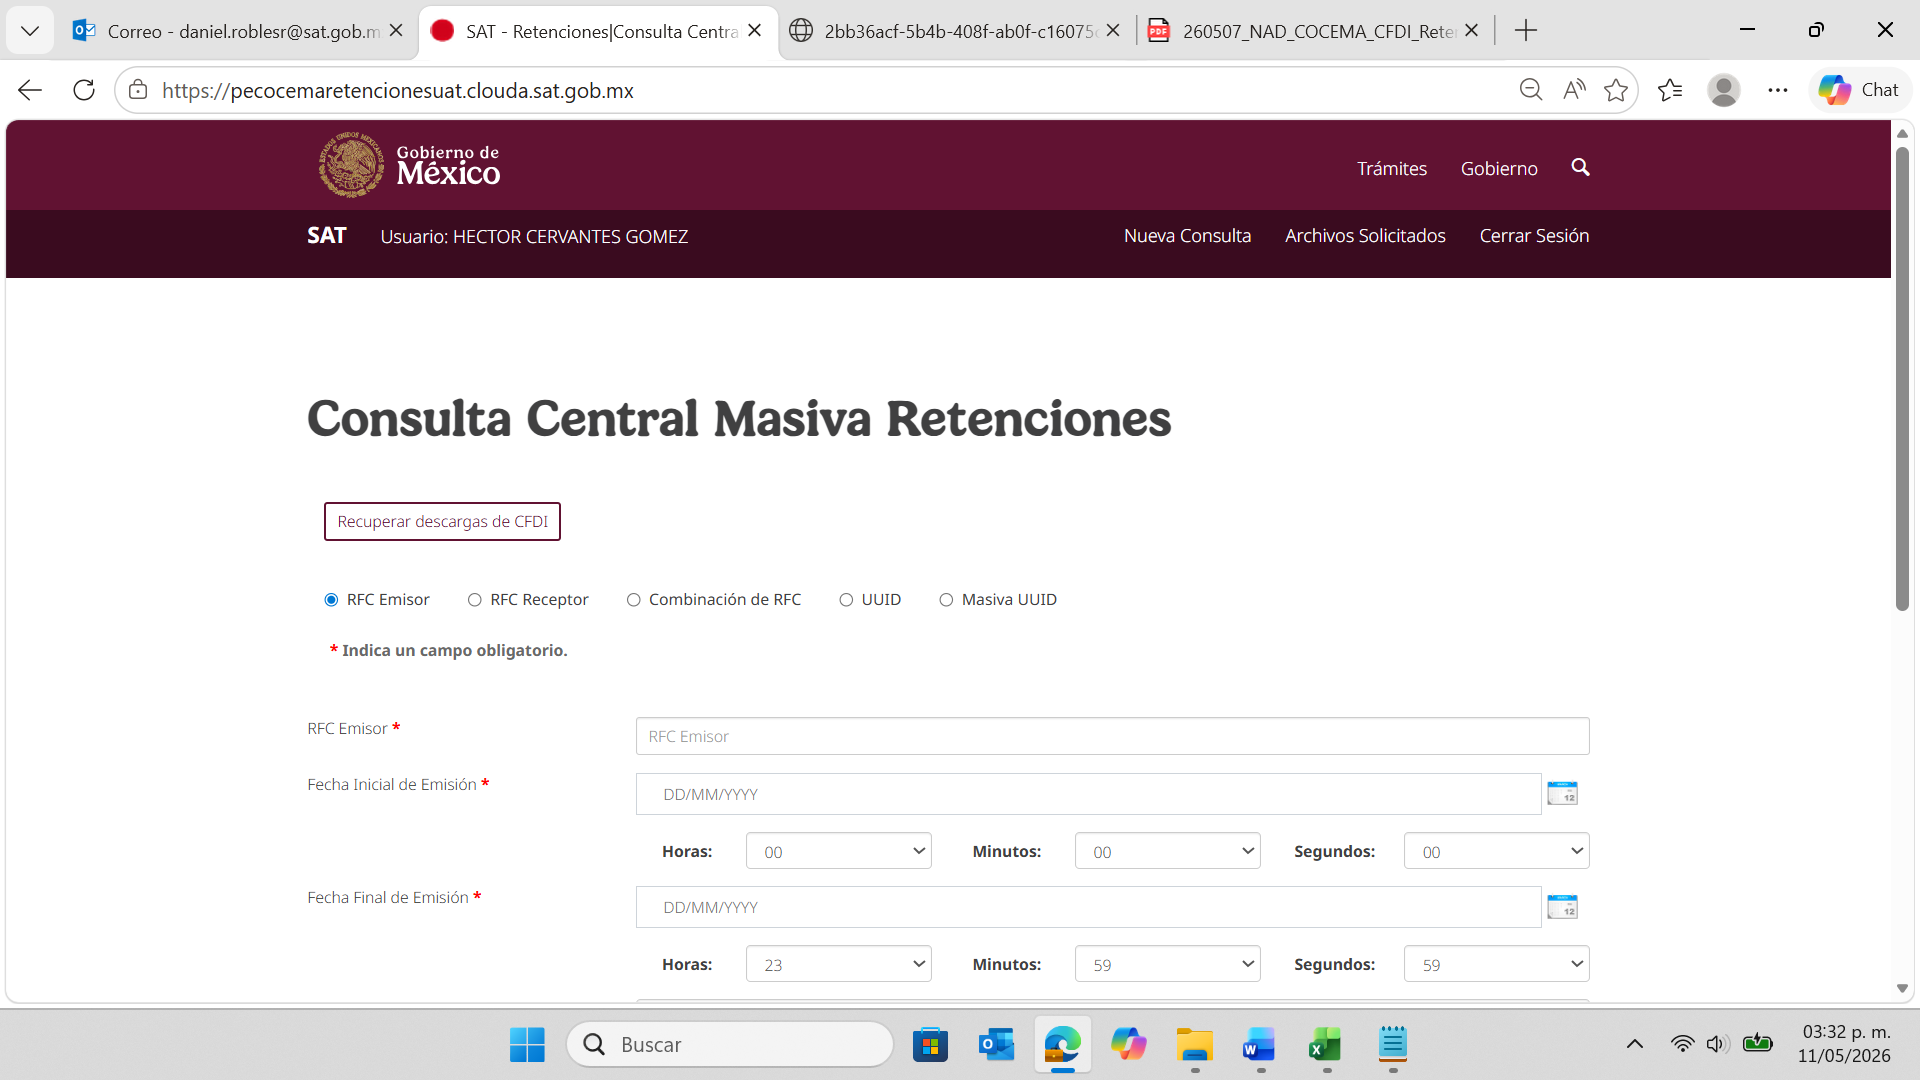 Correo - daniel.roblesr@sat.gob.m
SAT - Retenciones|Consulta Centra
2bb36acf-5b4b-408f-ab0f-c16075
260507_NAD_COCEMA_CFDI_Rete
https://pecocemaretencionesuat.clouda.sat.gob.mx
Chat
Gobierno de
México
Trámites
Gobierno
SAT
Usuario: HECTOR CERVANTES GOMEZ
Nueva Consulta
Archivos Solicitados
Cerrar Sesión
Consulta Central Masiva Retenciones
Recuperar descargas de CFDI
RFC Emisor
RFC Receptor
Combinación de RFC
UUID
Masiva UUID
* Indica un campo obligatorio.
RFC Emisor *
RFC Emisor
Fecha Inicial de Emisión *
DD/MM/YYYY
Horas: 00 Minutos: 00 Segundos: 00
Fecha Final de Emisión *
DD/MM/YYYY
Horas: 23 Minutos: 59 Segundos: 59
Buscar
03:32 p. m.
11/05/2026